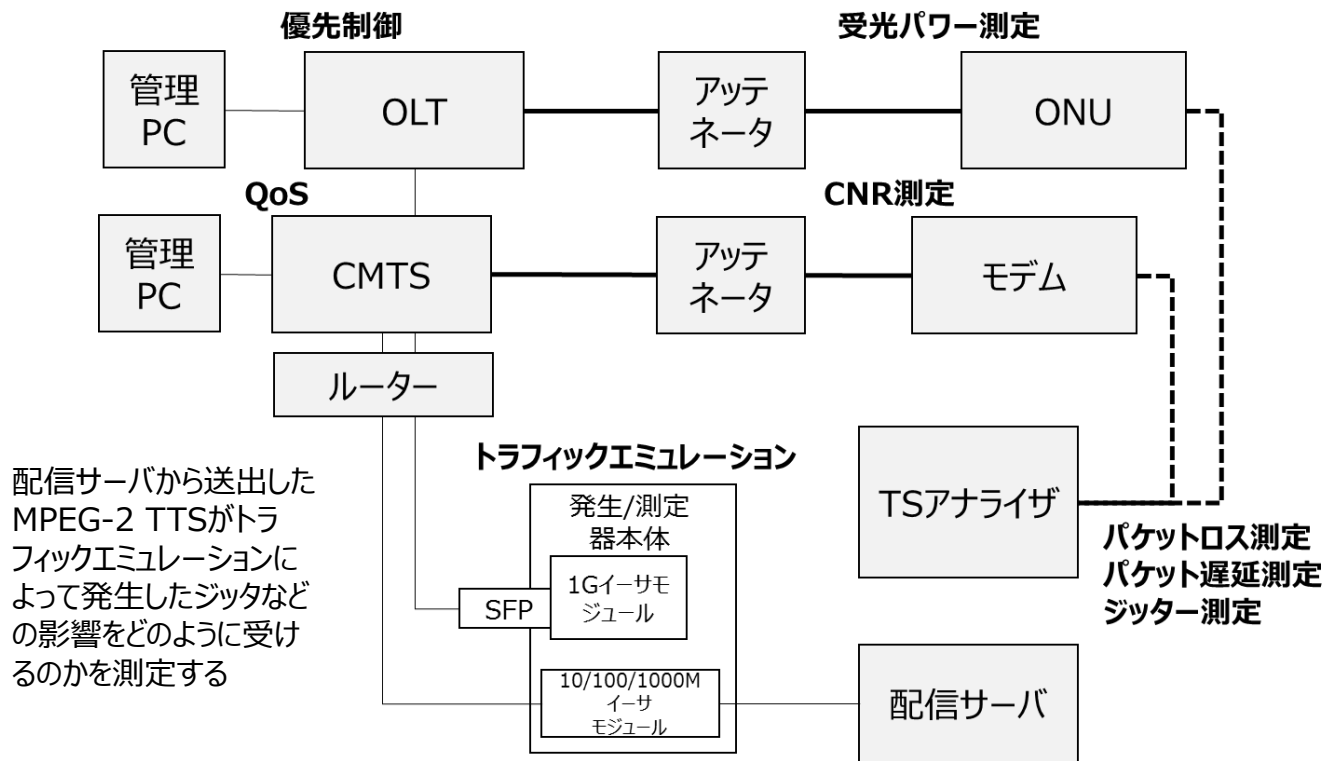 優先制御
受光パワー測定
管理
PC
OLT
アッテ
ネータ
ONU
QoS
CNR測定
管理
PC
CMTS
アッテ
ネータ
モデム
ルーター
トラフィックエミュレーション
配信サーバから送出した
MPEG-2 TTSがトラ
フィックエミュレーションに
よって発生したジッタなど
の影響をどのように受け
るのかを測定する
発生/測定
器本体
1Gイーサモ
ジュール
SFP
10/100/1000M
イーサ
モジュール
TSアナライザ
パケットロス測定
パケット遅延測定
ジッター測定
配信サーバ